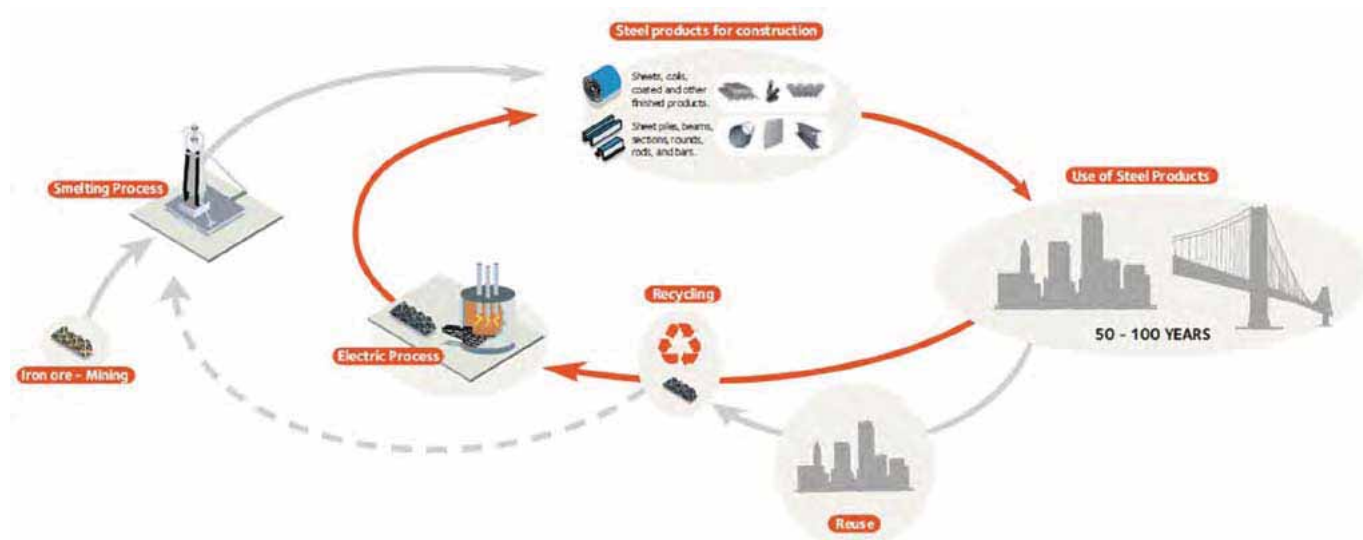 Steel products for construction
Sheets, coils,
coated and other
finished products.
Sheet piles, beams,
sections, rounds,
rods, and bars.
Smelting Process
Use of Steel Products
50 - 100 YEARS
Recycling
Electric Process
Iron ore - Mining
Reuse